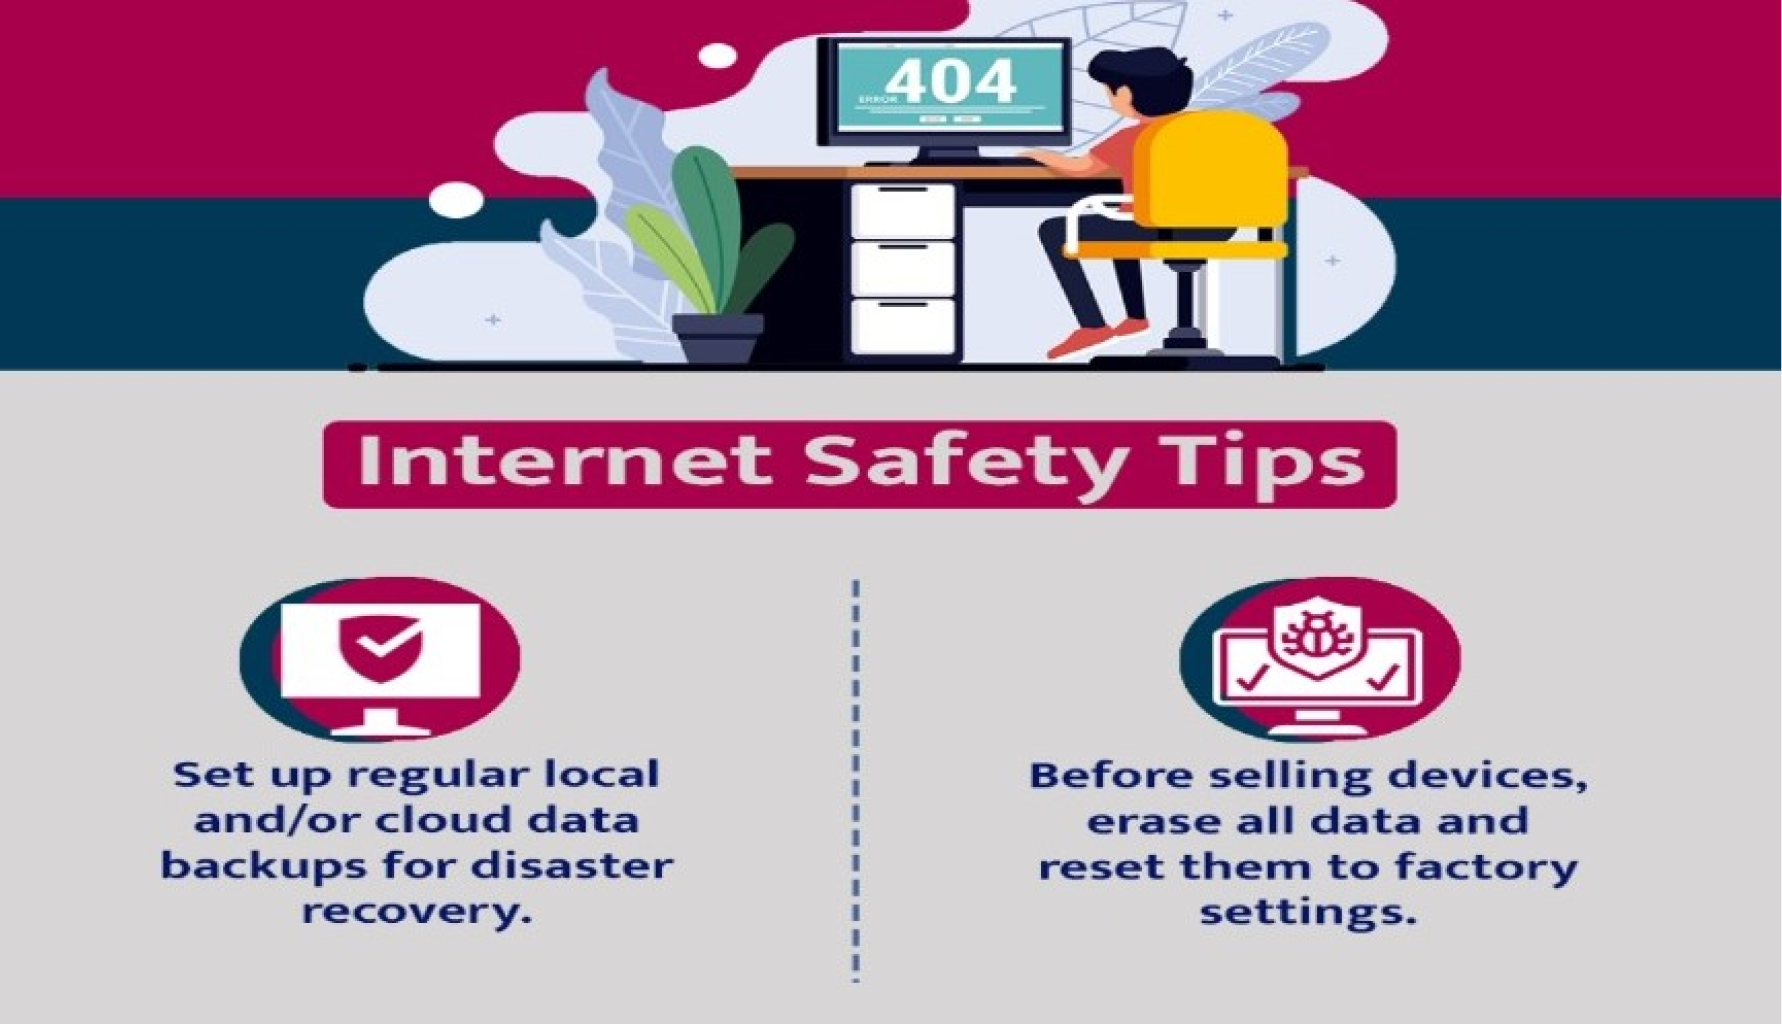 404
ERROR
Internet Safety Tips
Set up regular local
and/or cloud data
backups for disaster
recovery.
Before selling devices,
erase all data and
reset them to factory
settings.